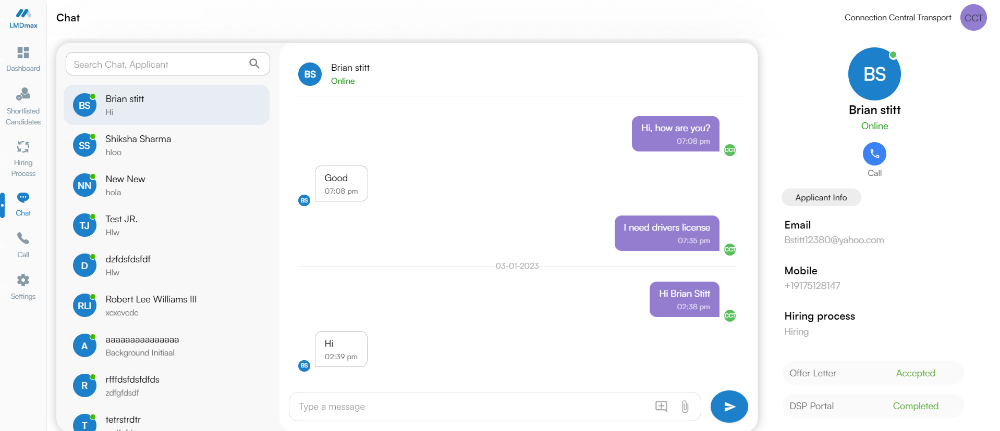 LMDmax
Dashboard
Shortlisted
Candidates
Hiring
Process
Chat
Call
Settings
Chat
Connection Central Transport
CCT
Search Chat, Applicant
BS
Brian stitt
Hi
SS
Shiksha Sharma
hloo
NN
New New
hola
TJ
Test JR.
Hlw
D
dzfdsfdsfdf
Hlw
RLI
Robert Lee Williams III
xcxcvcdc
A
aaaaaaaaaaaaaaa
Background Initiaal
R
rfffdsfdsfdfds
zdfgfdsdf
T
tetrstrdtr
BS
Brian stitt
Online
Hi, how are you?
07:08 pm
CCT
Good
07:08 pm
BS
I need drivers license
07:35 pm
CCT
03-01-2023
Hi Brian Stitt
02:38 pm
CCT
Hi
02:39 pm
BS
Type a message
BS
Brian stitt
Online
Call
Applicant Info
Email
Bstitt12380@yahoo.com
Mobile
+19175128147
Hiring process
Hiring
Offer Letter Accepted
DSP Portal Completed